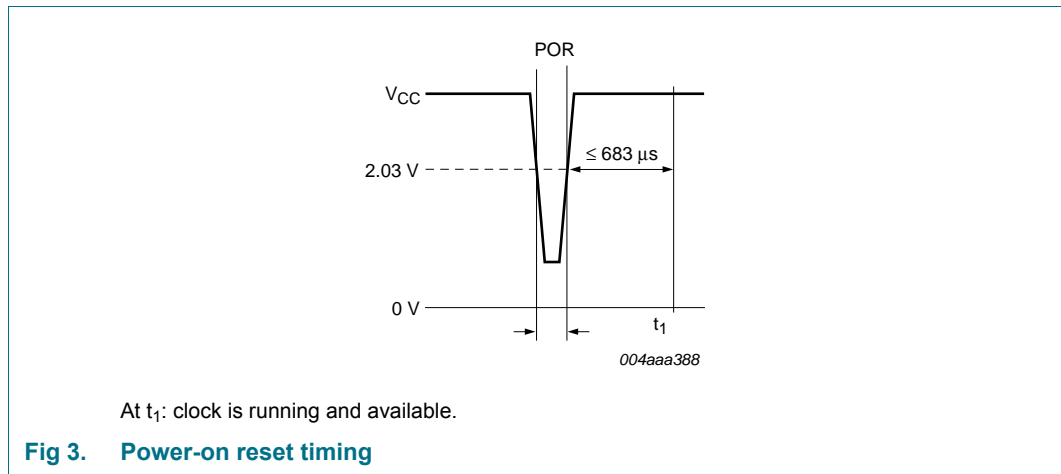 POR
VCC
≤ 683 μs
2.03 V
0 V
t1
004aaa388
At t1: clock is running and available.
Fig 3. Power-on reset timing